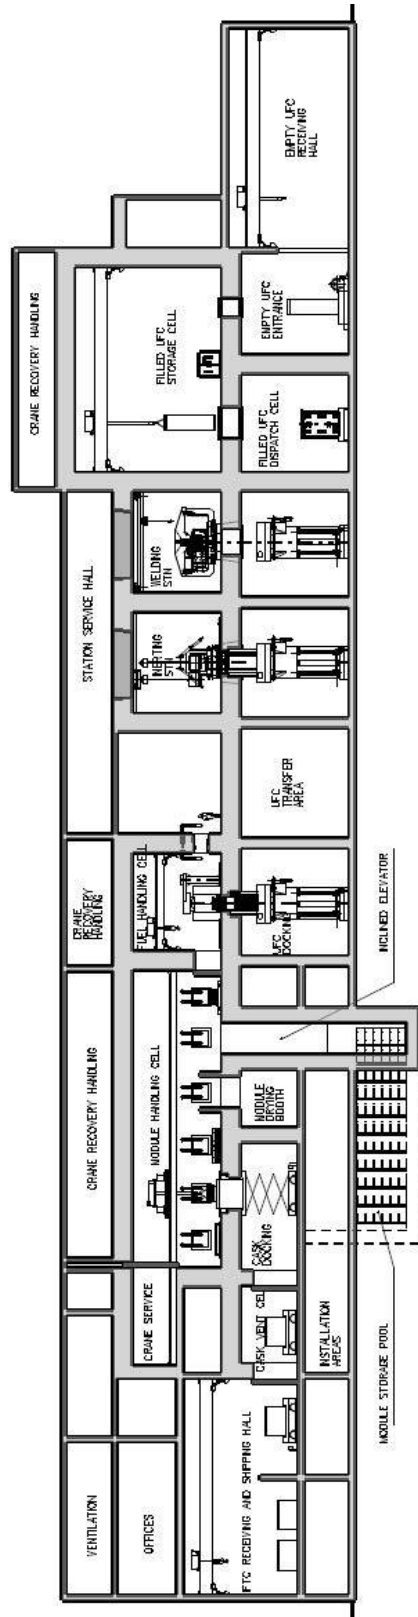 VENTILATION
CRANE RECOVERY HANDLING
CRANE
RECOVERY
HANDLING
STATION SERVICE HALL
CRANE RECOVERY HANDLING
OFFICES
CRANE SERVICE
MODULE HANDLING CELL
FUEL HANDLING CELL
INERTING
STN
WELDING
STN
FILLED UFC
STORAGE CELL
IFTC RECEIVING AND SHIPPING HALL
CASK VENT CEL
CASK
DOCKING
MODULE
DRYING
BOOTH
UFC
DOCKING
UFC
TRANSFER
AREA
FILLED UFC
DISPATCH CELL
EMPTY UFC
ENTRANCE
EMPTY UFC
RECEIVING
HALL
INSTALLATION
AREAS
MODULE STORAGE POOL
INCLINED ELEVATOR